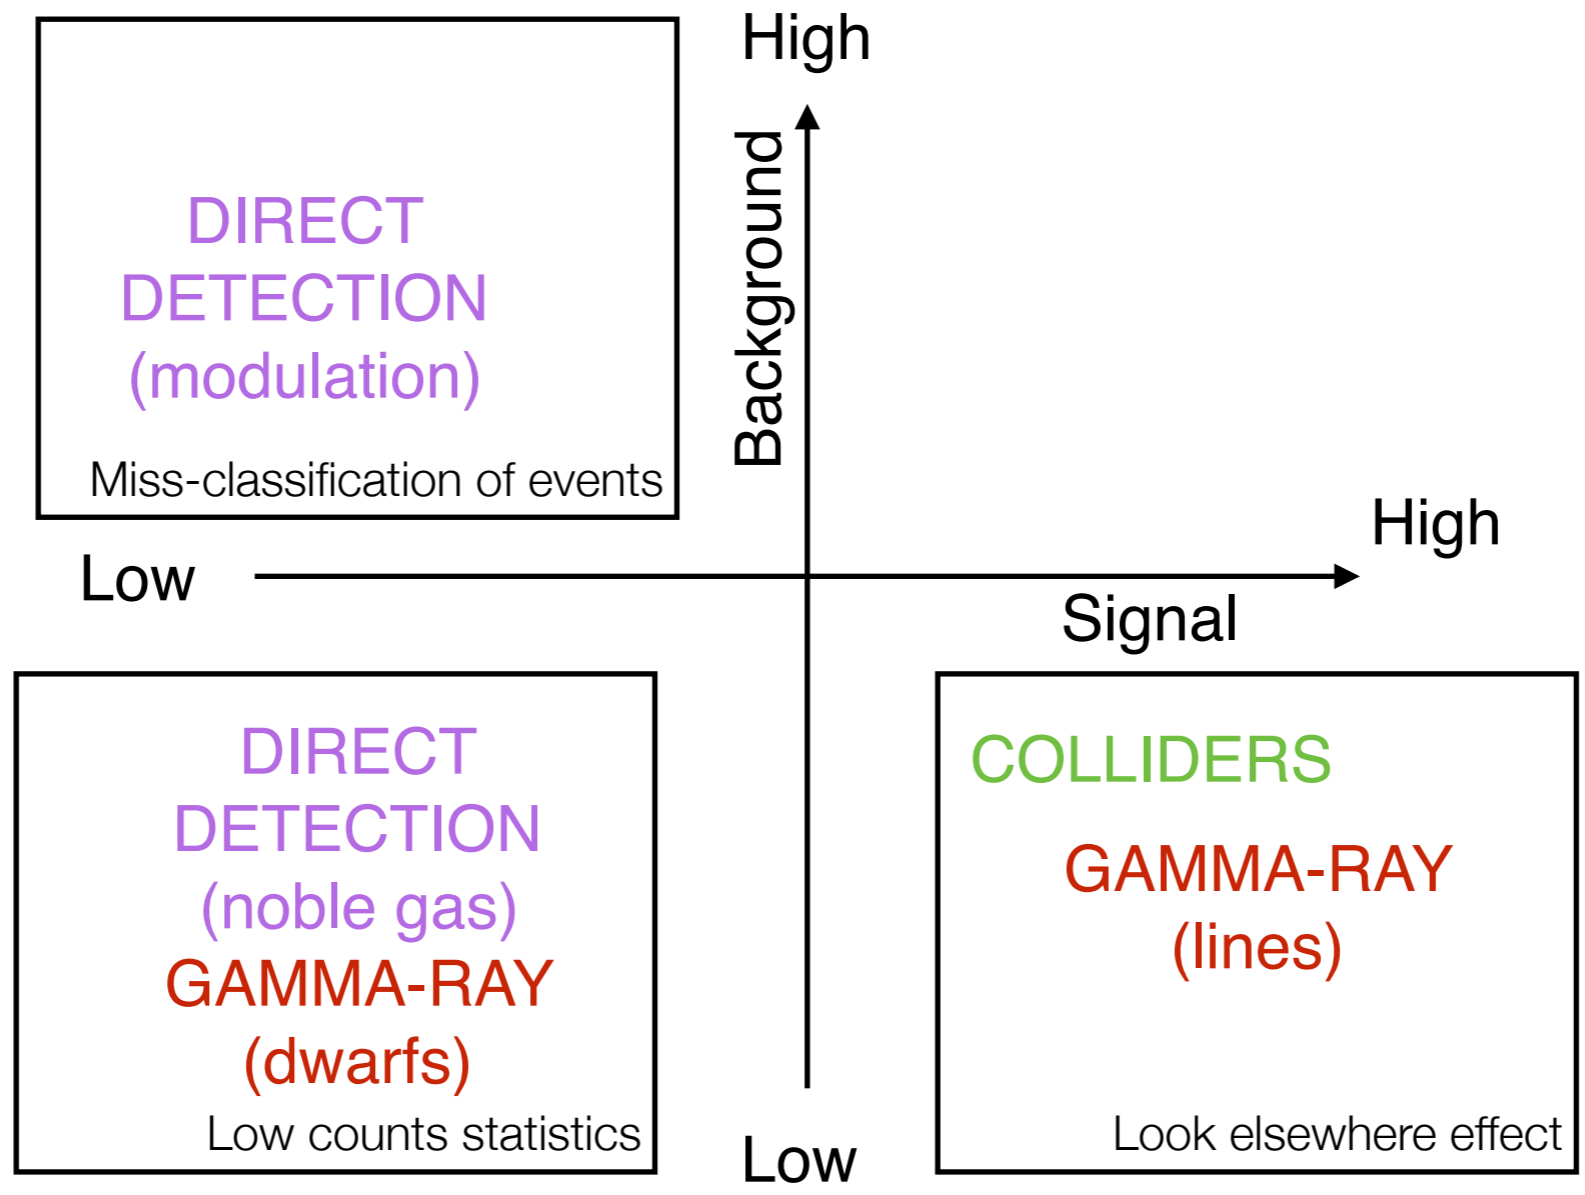 High
Background
DIRECT
DETECTION
(modulation)
Miss-classification of events
Low
High
Signal
DIRECT
DETECTION
(noble gas)
GAMMA-RAY
(dwarfs)
Low counts statistics
COLLIDERS
GAMMA-RAY
(lines)
Look elsewhere effect
Low